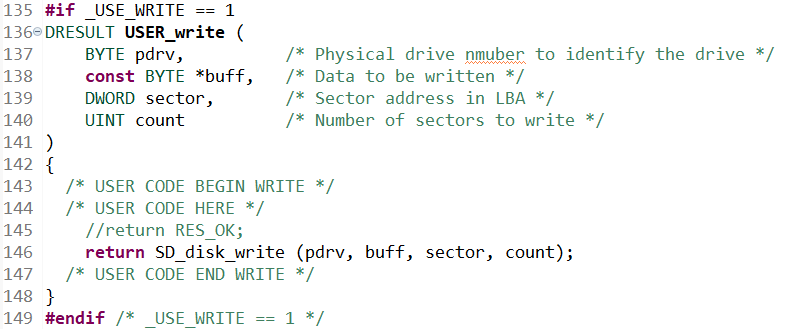 135 #if _USE_WRITE == 1
136 DRESULT USER_write (
137     BYTE pdrv,          /* Physical drive nmuber to identify the drive */
138     const BYTE *buff,   /* Data to be written */
139     DWORD sector,       /* Sector address in LBA */
140     UINT count          /* Number of sectors to write */
141 )
142 {
143   /* USER CODE BEGIN WRITE */
144   /* USER CODE HERE */
145     //return RES_OK;
146     return SD_disk_write (pdrv, buff, sector, count);
147   /* USER CODE END WRITE */
148 }
149 #endif /* _USE_WRITE == 1 */